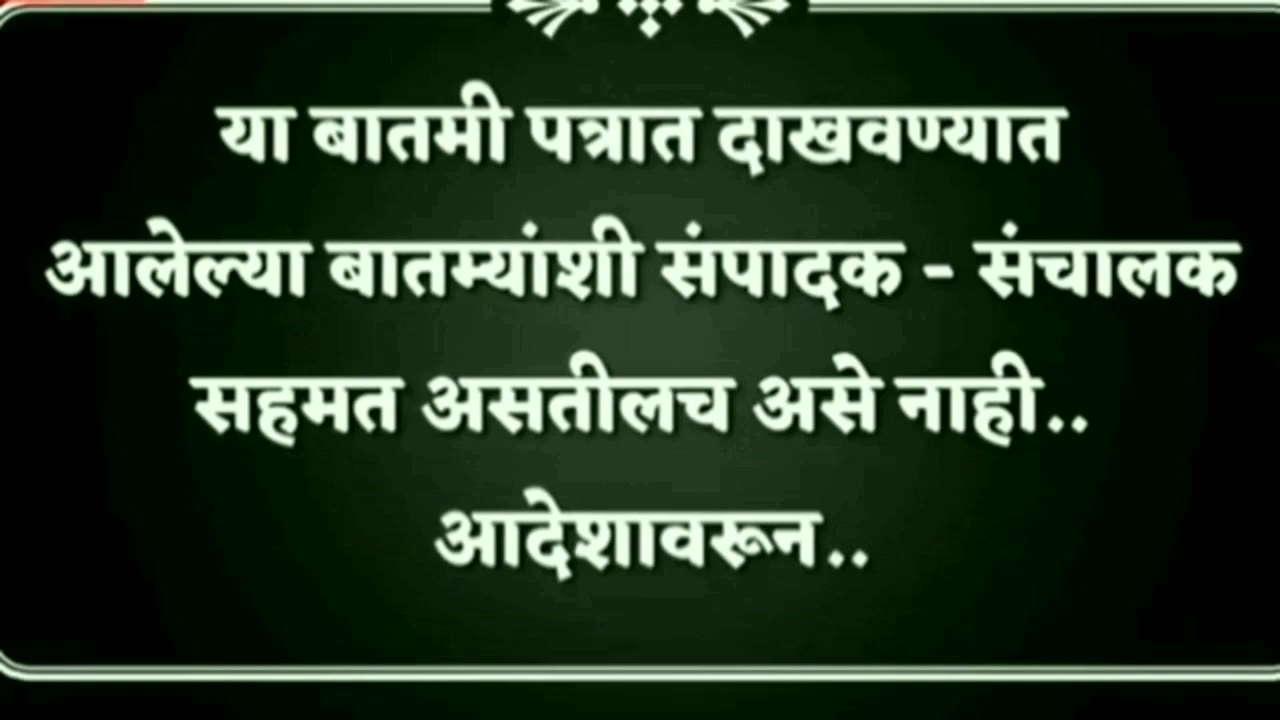 या बातमी पत्रात दाखवण्यात
आलेल्या बातम्यांशी संपादक - संचालक
सहमत असतीलच असे नाही..
आदेशावरून..